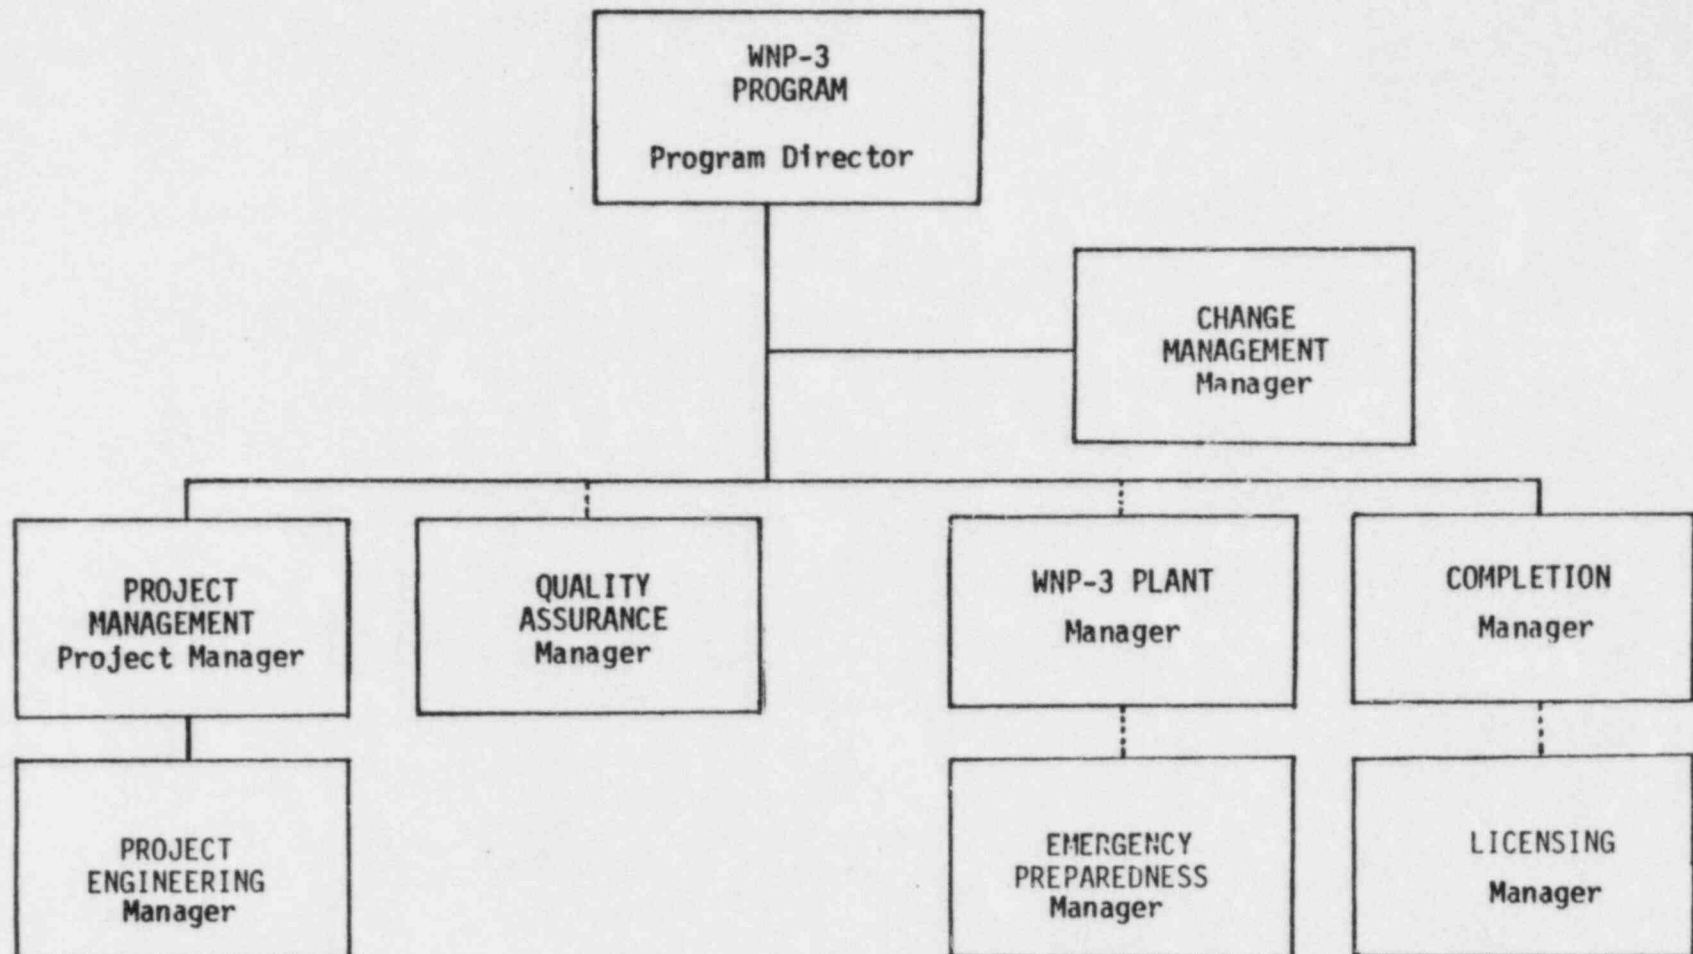 WNP-3
PROGRAM
Program Director
CHANGE
MANAGEMENT
Manager
PROJECT
MANAGEMENT
Project Manager
QUALITY
ASSURANCE
Manager
WNP-3 PLANT
Manager
COMPLETION
Manager
PROJECT
ENGINEERING
Manager
EMERGENCY
PREPAREDNESS
Manager
LICENSING
Manager